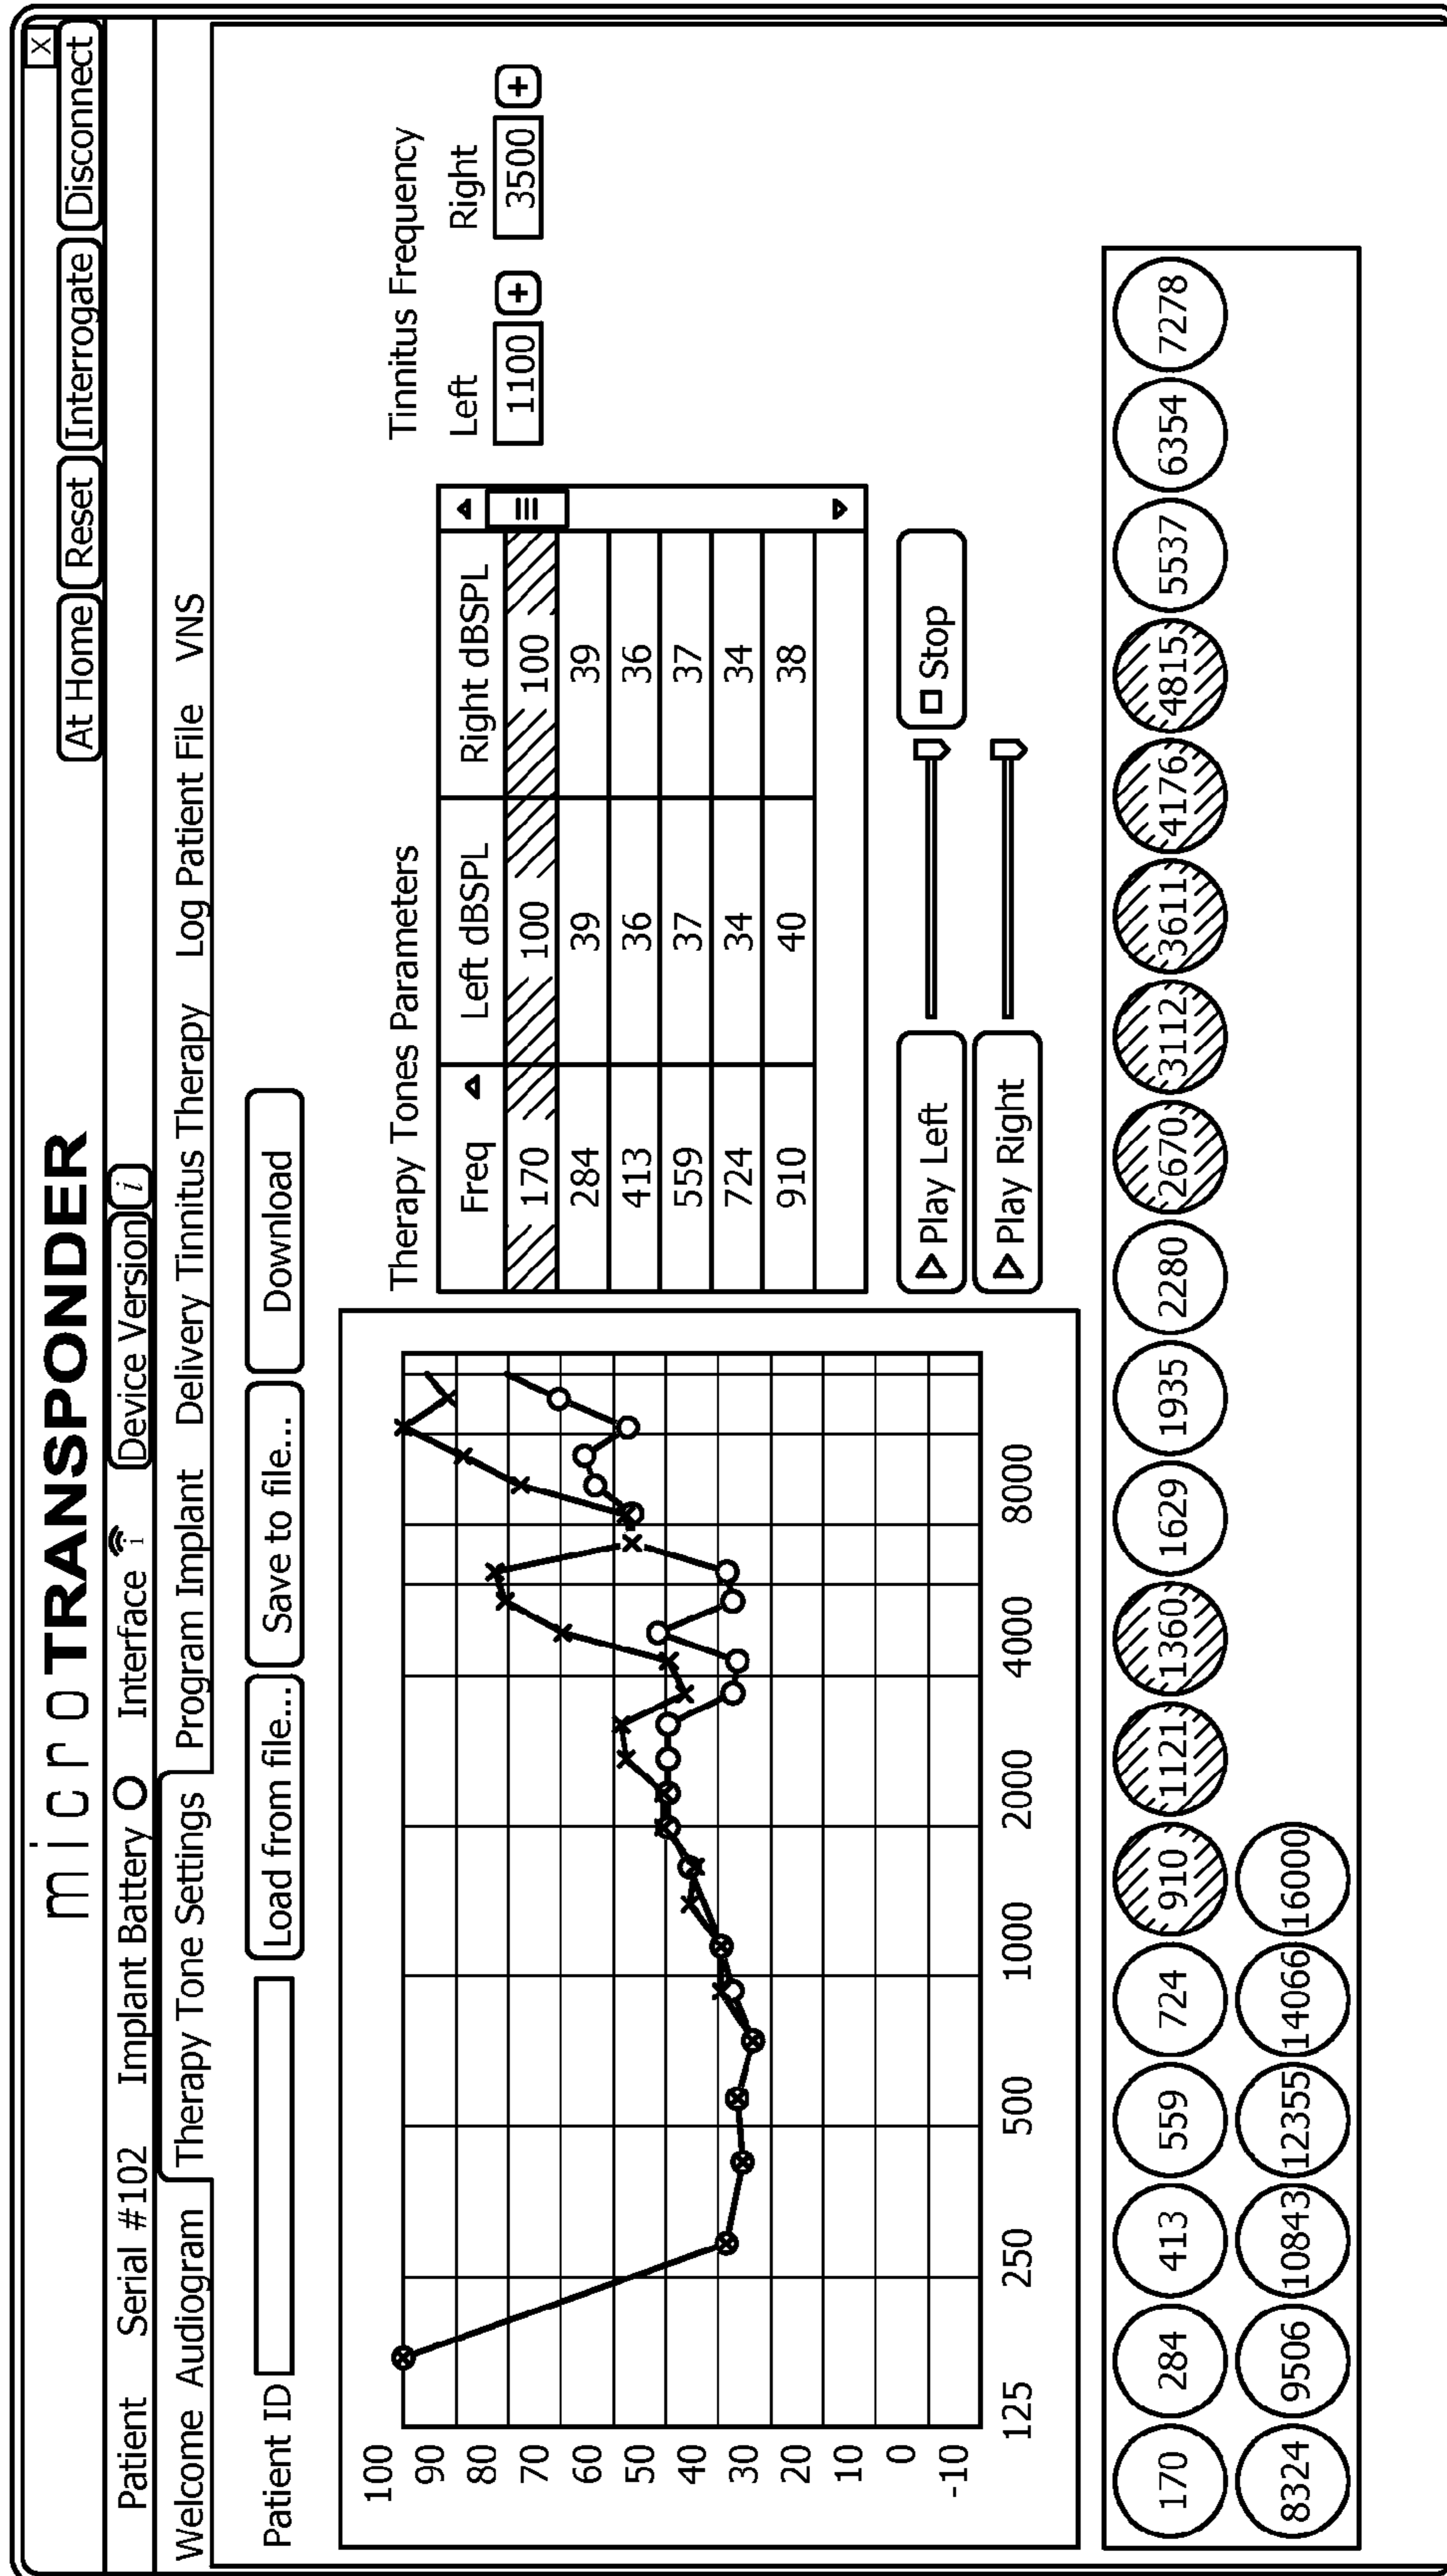 micro TRANSPONDER
X
At Home Reset Interrogate Disconnect
Patient Serial #102 Implant Battery Interface i Device Version i
Welcome Audiogram Therapy Tone Settings Program Implant Delivery Tinnitus Therapy Log Patient File VNS
Patient ID Load from file... Save to file... Download
100
90
80
70
60
50
40
30
20
10
0
-10
125 250 500 1000 2000 4000 8000
Therapy Tones Parameters
Freq Left dBSPL Right dBSPL
170 100 100
284 39 39
413 36 36
559 37 37
724 34 34
910 40 38
Play Left Stop
Play Right
Tinnitus Frequency
Left Right
1100 + 3500 +
170 284 413 559 724 910 1121 1360 1629 1935 2280 2670 3112 3611 4176 4815 5537 6354 7278
8324 9506 10843 12355 14066 16000